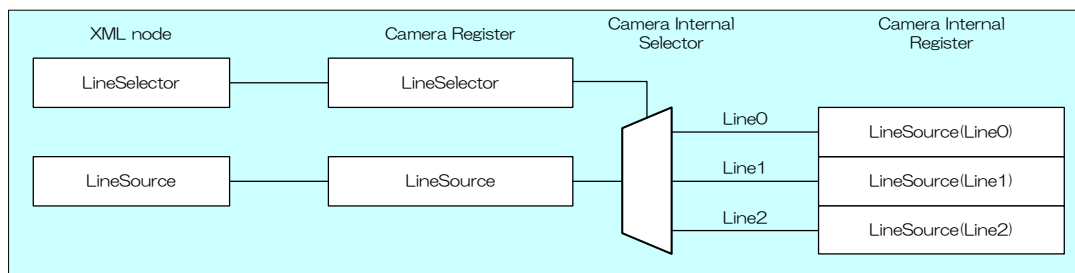 XML node
Camera Register
Camera Internal
Selector
Camera Internal
Register
LineSelector
LineSelector
Line0
LineSource(Line0)
LineSource
LineSource
Line1
LineSource(Line1)
Line2
LineSource(Line2)